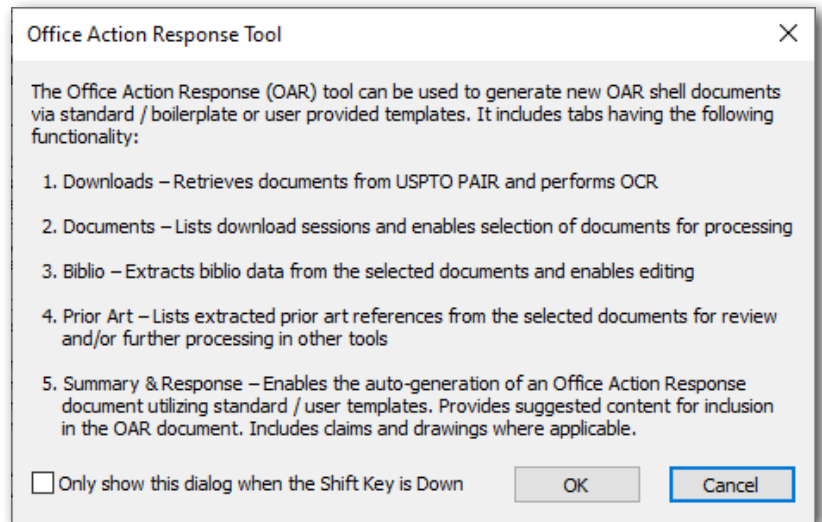 Office Action Response Tool
The Office Action Response (OAR) tool can be used to generate new OAR shell documents
via standard / boilerplate or user provided templates. It includes tabs having the following
functionality:
1. Downloads – Retrieves documents from USPTO PAIR and performs OCR
2. Documents – Lists download sessions and enables selection of documents for processing
3. Biblio – Extracts biblio data from the selected documents and enables editing
4. Prior Art – Lists extracted prior art references from the selected documents for review
and/or further processing in other tools
5. Summary & Response – Enables the auto-generation of an Office Action Response
document utilizing standard / user templates. Provides suggested content for inclusion
in the OAR document. Includes claims and drawings where applicable.
Only show this dialog when the Shift Key is Down
OK
Cancel